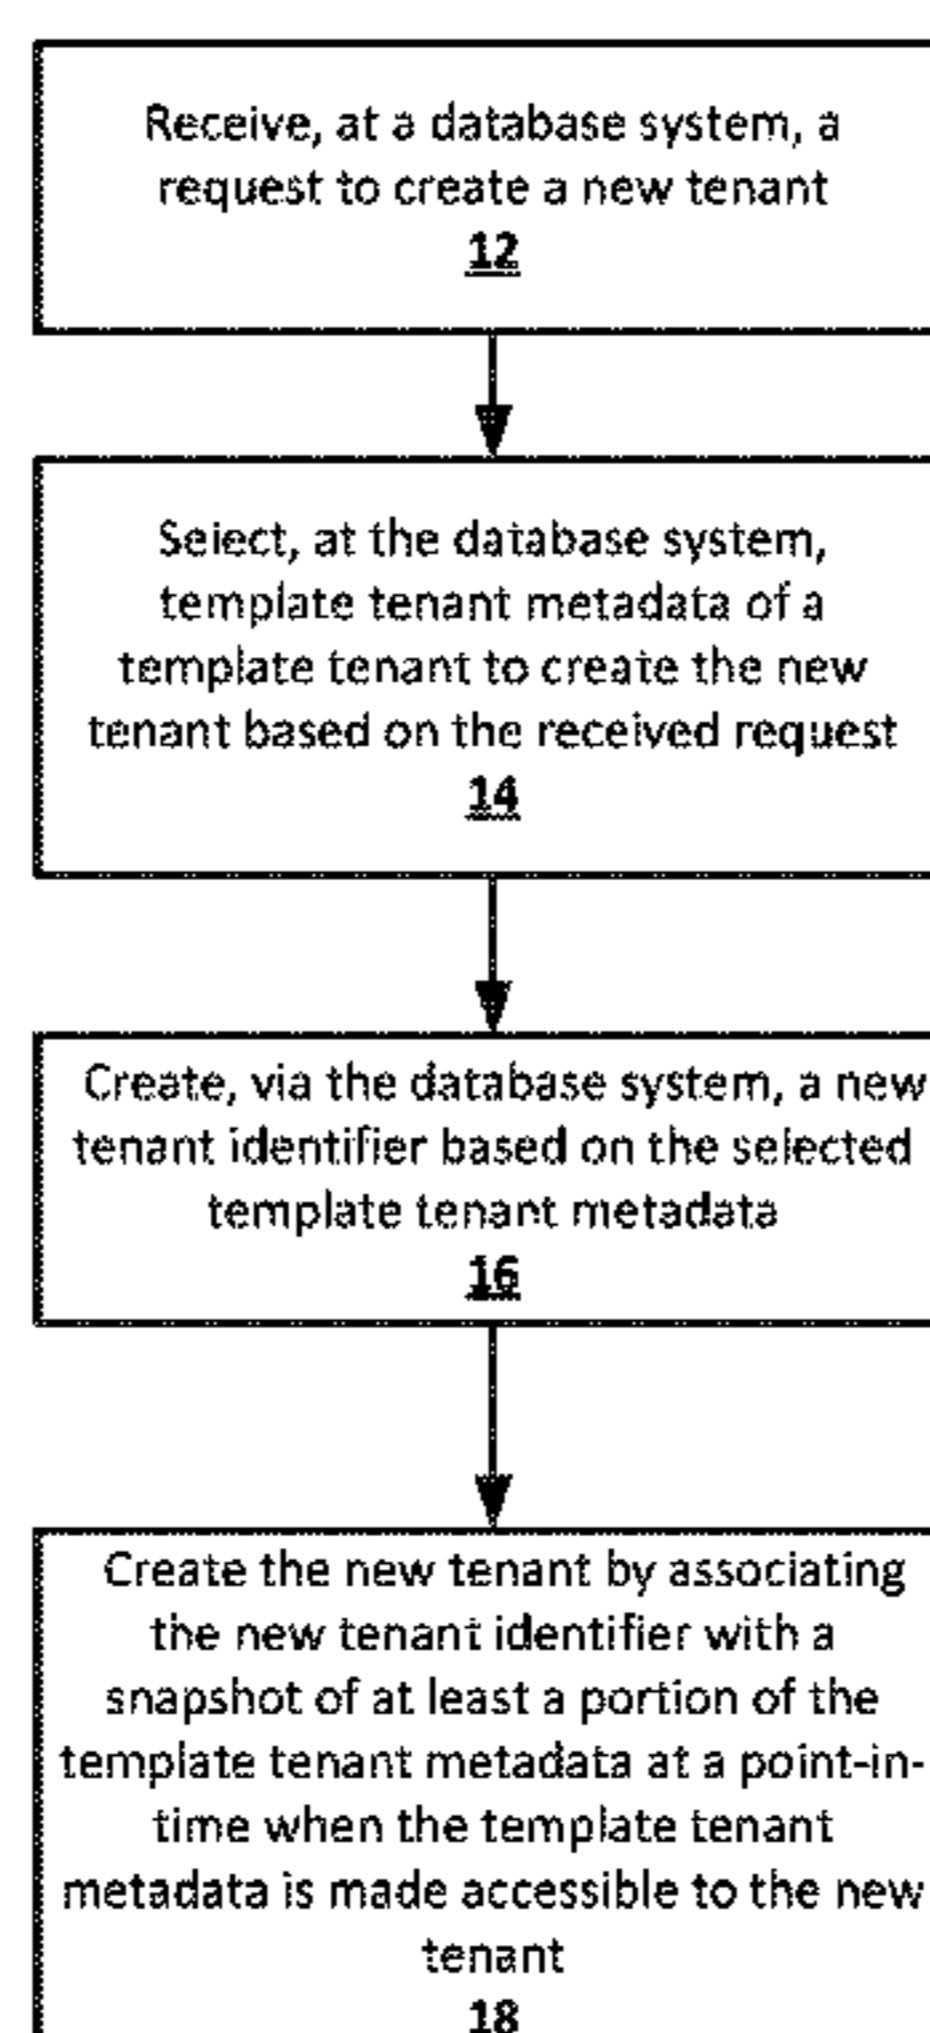 Receive, at a database system, a
request to create a new tenant
12
Select, at the database system,
template tenant metadata of a
template tenant to create the new
tenant based on the received request
14
Create, via the database system, a new
tenant identifier based on the selected
template tenant metadata
16
Create the new tenant by associating
the new tenant identifier with a
snapshot of at least a portion of the
template tenant metadata at a point-in-
time when the template tenant
metadata is made accessible to the new
tenant
18